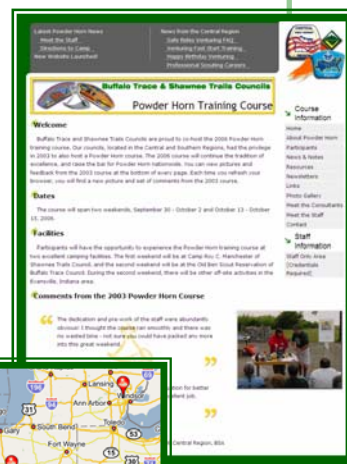 Latest Powder Horn News
Meet the Staff
Directions to Camp
New Website Launched!
News from the Central Region
Safe Rides Venturing FAQ
Venturing Fast Start Training
Happy Birthday Venturing
Professional Scouting Careers
Buffalo Trace & Shawnee Trails Councils
Powder Horn Training Course
Welcome
Buffalo Trace and Shawnee Trails Councils are proud to co-host the 2006 Powder Horn
training course. Our councils, located in the Central and Southern Regions, had the privilege
in 2003 to also host a Powder Horn course. The 2006 course will continue the tradition of
excellence, and raise the bar for Powder Horn nationwide. You can view pictures and
feedback from the 2003 course at the bottom of every page. Each time you refresh your
browser, you will find a new picture and set of comments from the 2003 course.
Dates
The course will span two weekends, September 30 - October 2 and October 13 - October
15, 2006.
Facilities
Participants will have the opportunity to experience the Powder Horn training course at
two excellent camping facilities. The first weekend will be at Camp Roy C. Manchester of
Shawnee Trails Council, and the second weekend will be at the Old Ben Scout Reservation of
Buffalo Trace Council. During the second weekend, there will be other off-site activities in the
Evansville, Indiana area.
Comments from the 2003 Powder Horn Course
The dedication and pre work of the staff were abundantly
obvious! I thought the course ran smoothly and there was
no wasted time - not sure you could have packed any more
into this great weekend.
for better
excellent job.
Central Region, BSA
Course
Information
Home
About Powder Horn
Participants
News & Notes
Resources
Newsletters
Links
Photo Gallery
Meet the Consultants
Meet the Staff
Contact
Staff
Information
Staff Only Area
(Credentials
Required)
Lansing
Windsor
Ann Arbor
31
Gary
South Bend
Toledo
53
Fort Wayne
15